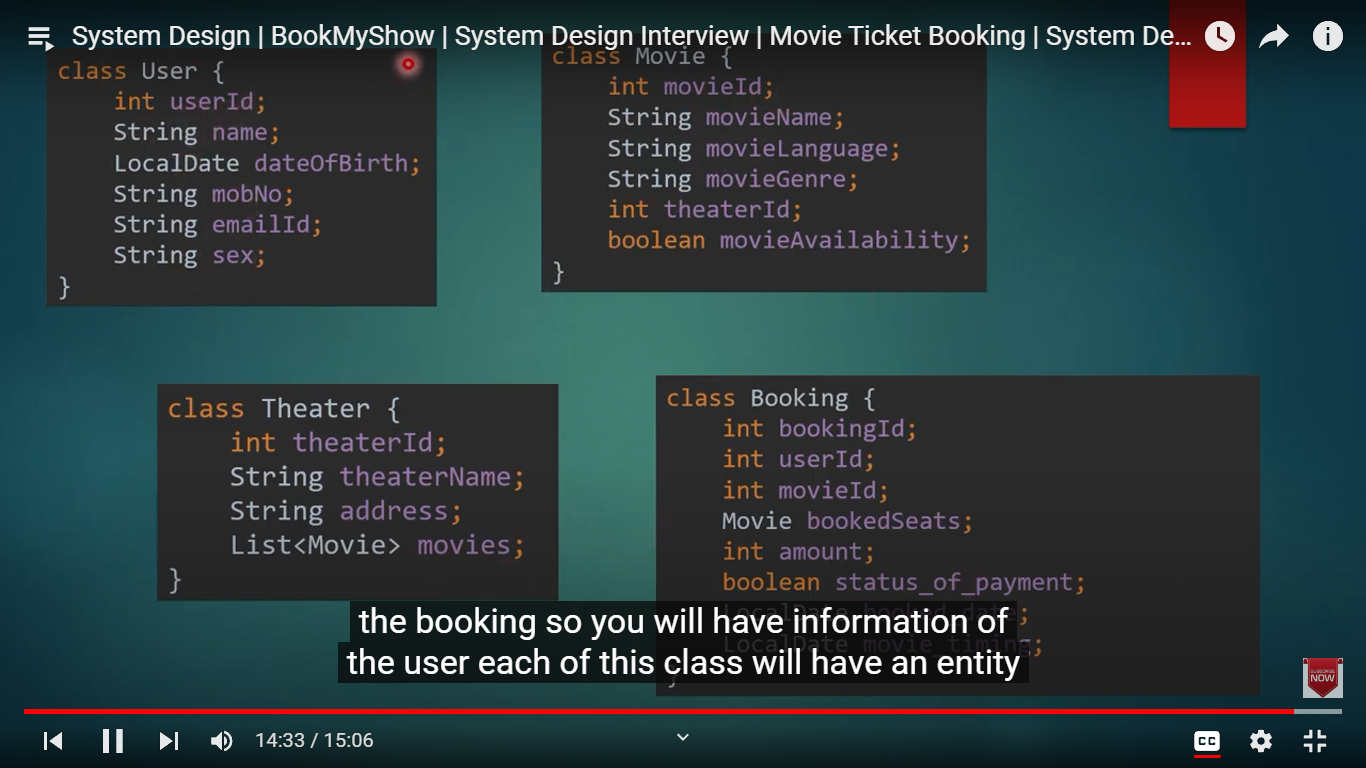 System Design | BookMyShow | System Design Interview | Movie Ticket Booking | System De...
class User {
int userId;
String name;
LocalDate dateOfBirth;
String mobNo;
String emailId;
String sex;
}
class Movie {
int movieId;
String movieName;
String movieLanguage;
String movieGenre;
int theaterId;
boolean movieAvailability;
}
class Theater {
int theaterId;
String theaterName;
String address;
List<Movie> movies;
}
class Booking {
int bookingId;
int userId;
int movieId;
Movie bookedSeats;
int amount;
boolean status_of_payment;
LocalDate booked_date;
LocalDate movie_timing;
}
the booking so you will have information of
the user each of this class will have an entity
SUBSCRIBE
NOW
14:33 / 15:06
CC